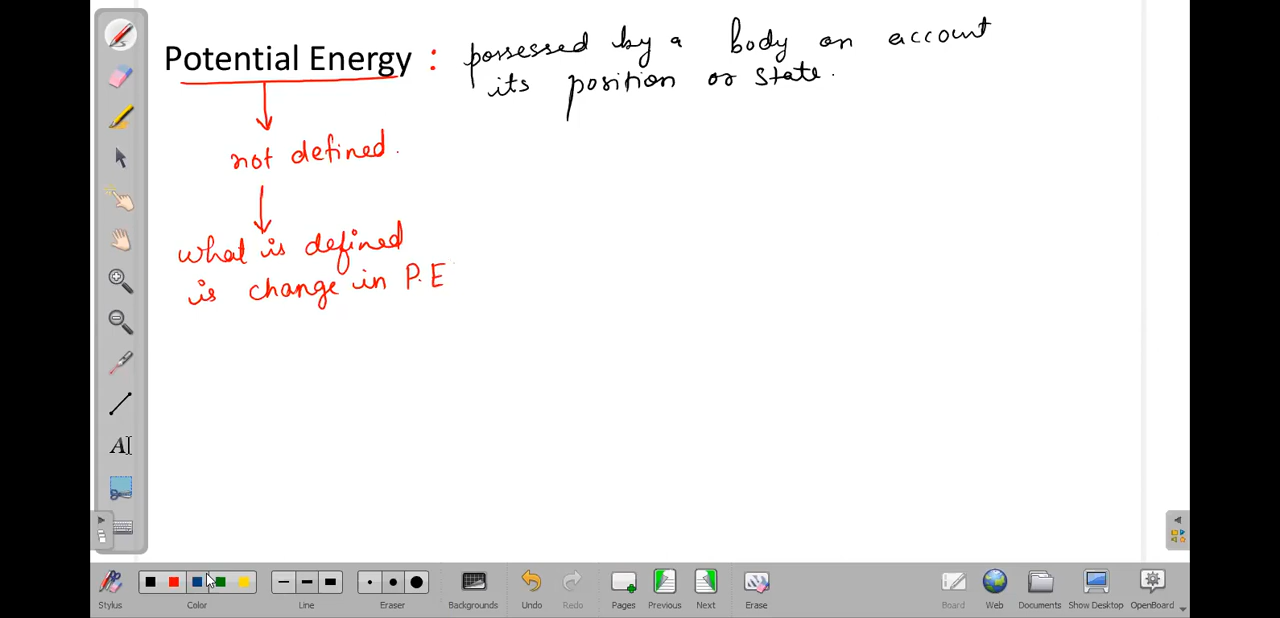 Potential Energy : possessed by a body on account
its position or state.
not defined.
what is defined
is change in P.E
AI
Stylus
Color
Line
Eraser
Backgrounds
Undo
Redo
Pages
Previous
Next
Erase
Board
Web
Documents
Show Desktop
OpenBoard